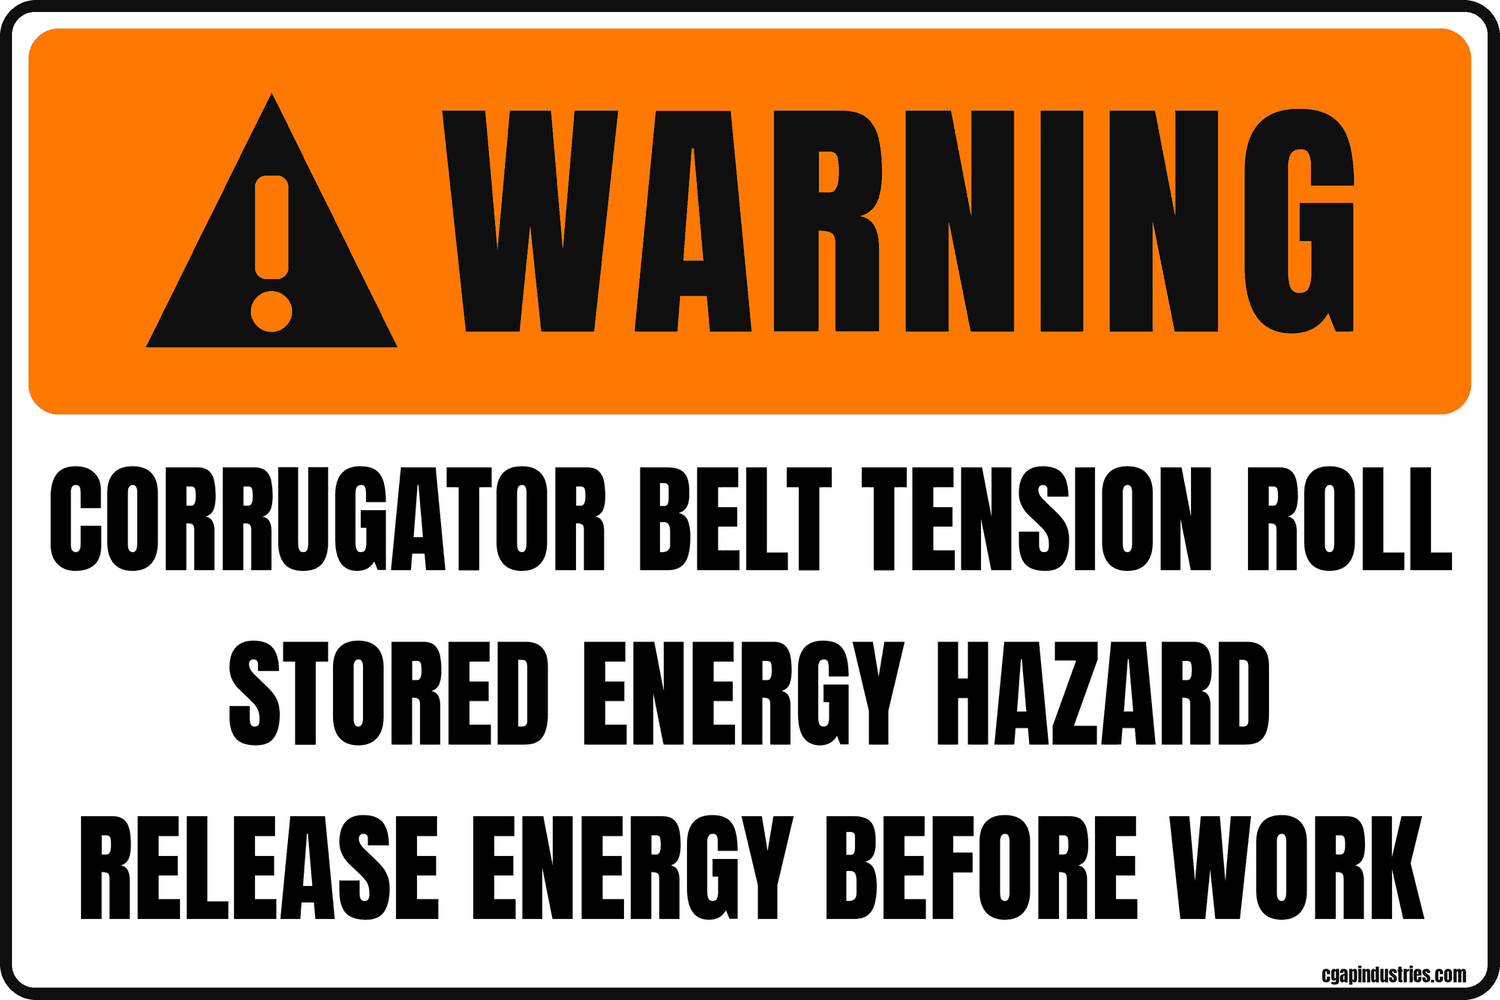 WARNING
CORRUGATOR BELT TENSION ROLL
STORED ENERGY HAZARD
RELEASE ENERGY BEFORE WORK
cgapindustries.com